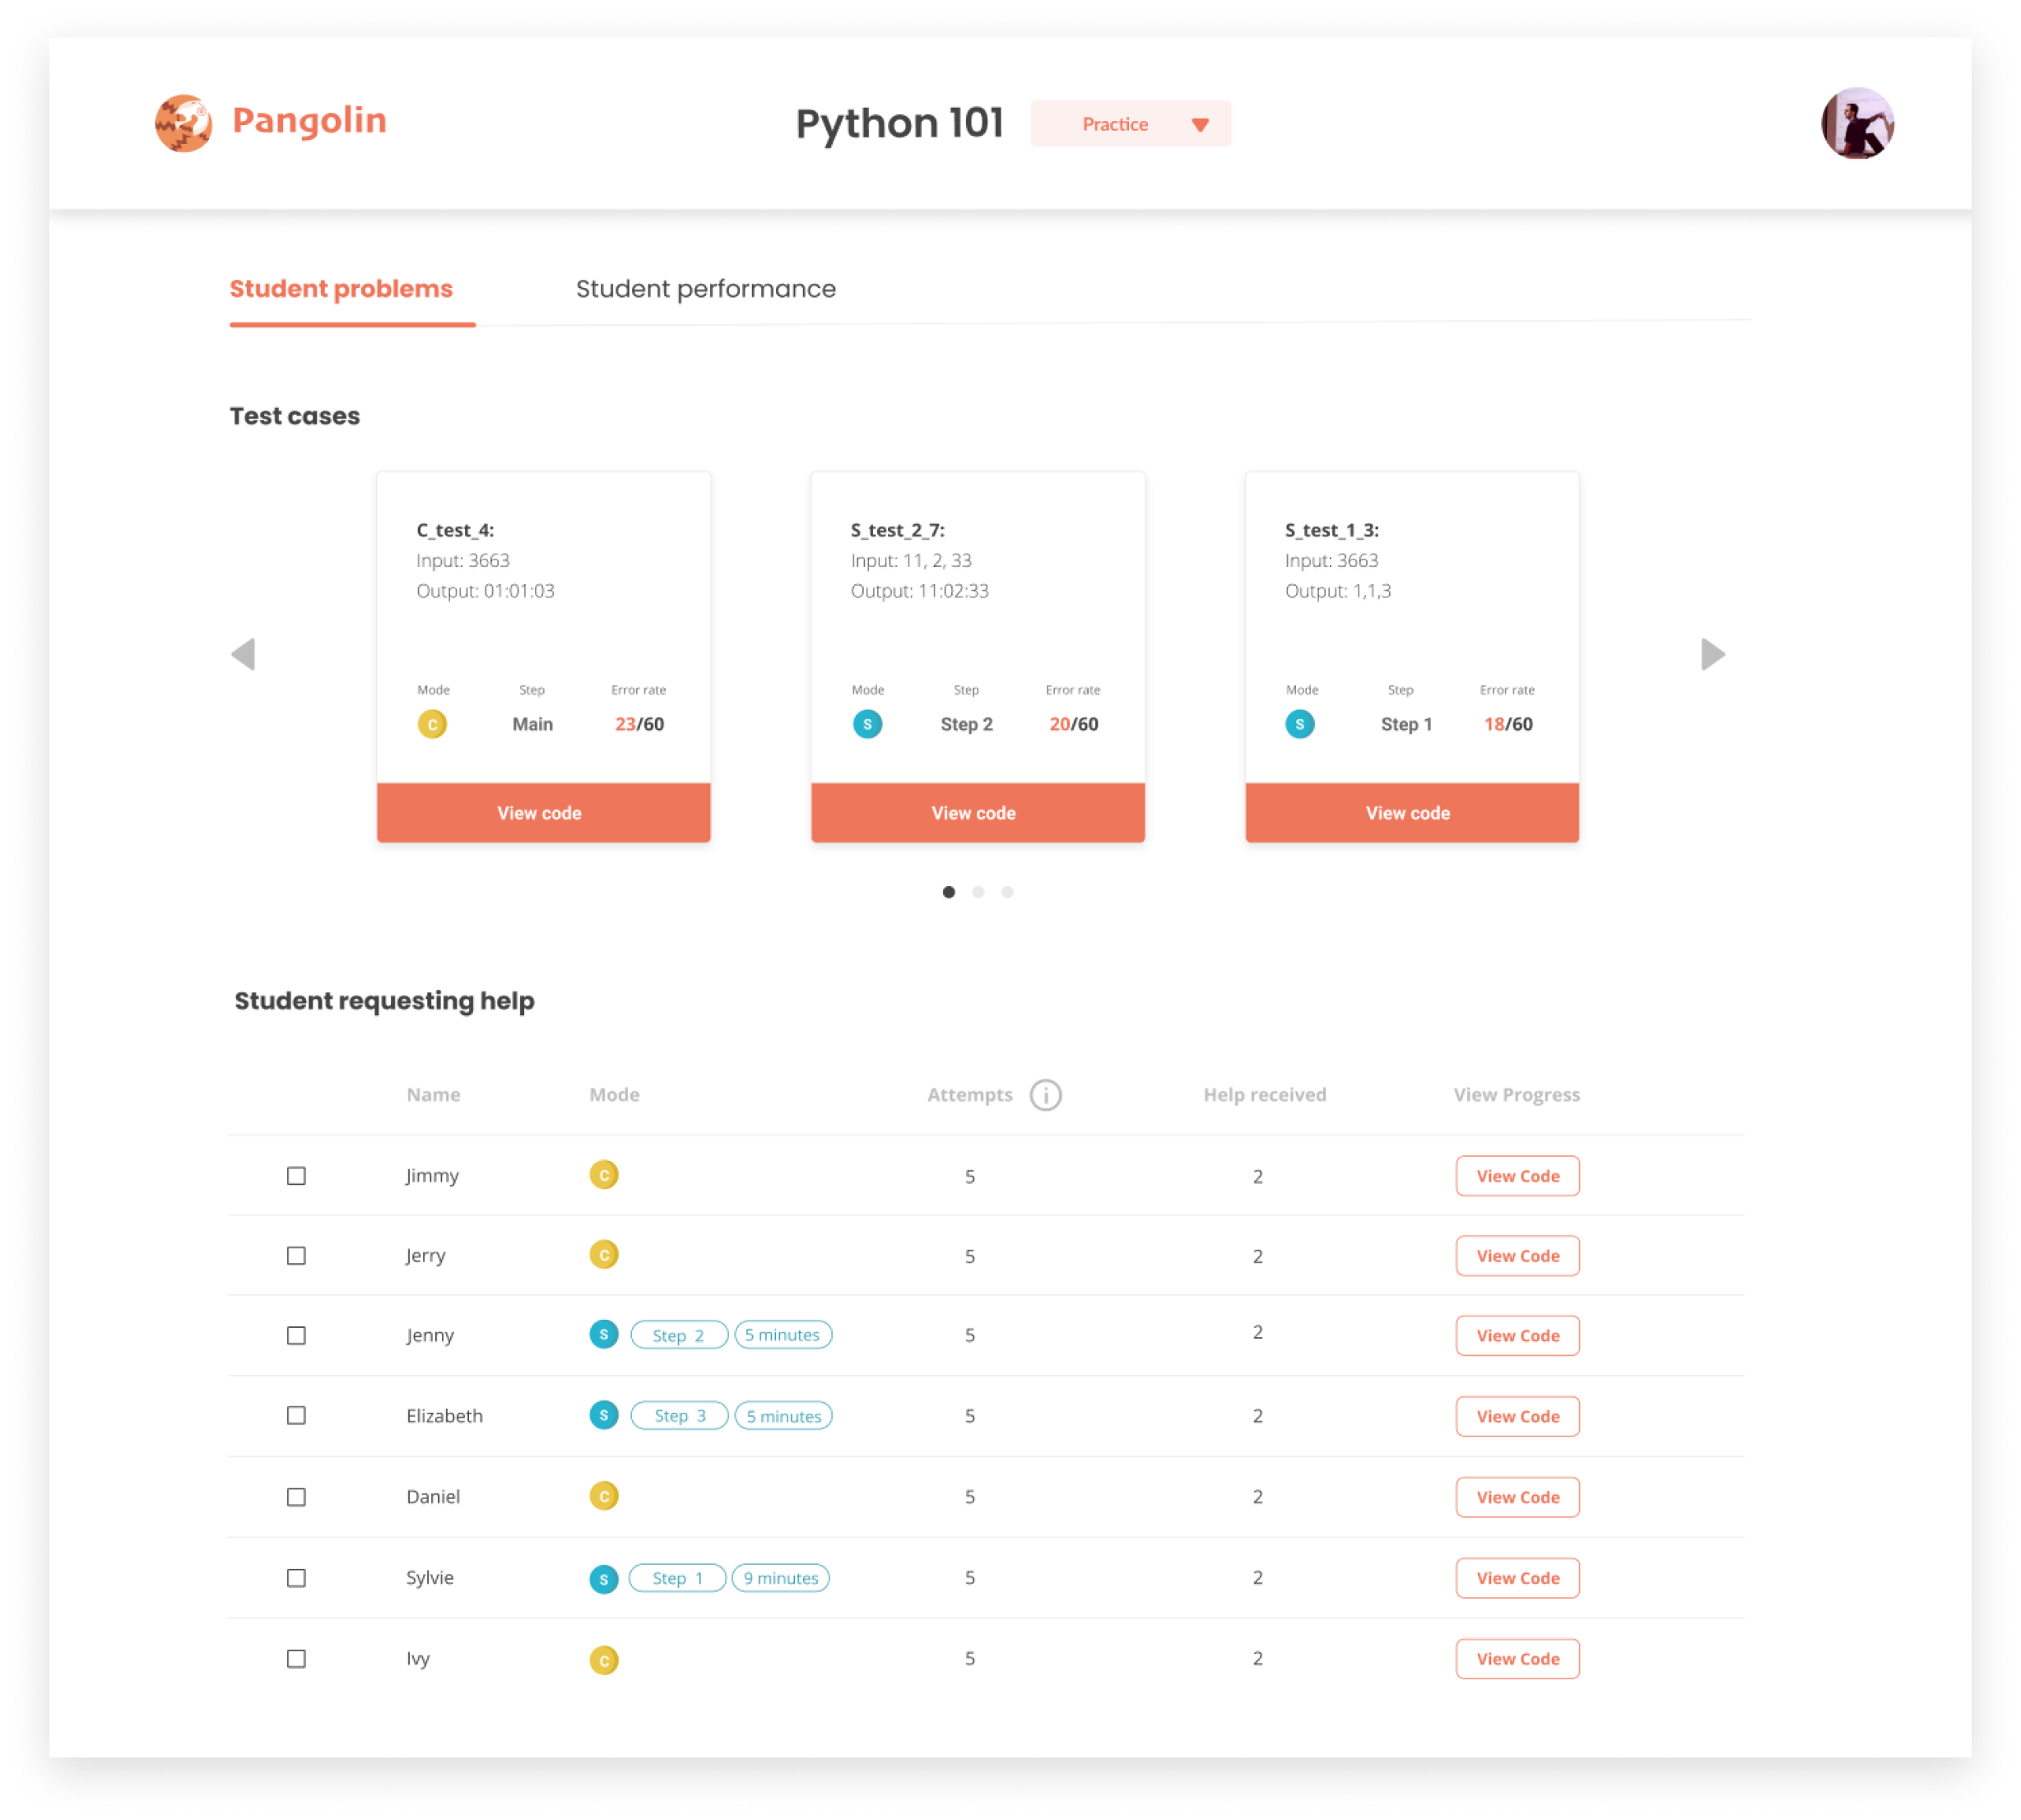 Pangolin
Python 101
Practice
Student problems
Student performance
Test cases
C_test_4:
Input: 3663
Output: 01:01:03
Mode Step Error rate
C Main 23/60
View code
S_test_2_7:
Input: 11, 2, 33
Output: 11:02:33
Mode Step Error rate
S Step 2 20/60
View code
S_test_1_3:
Input: 3663
Output: 1,1,3
Mode Step Error rate
S Step 1 18/60
View code
Student requesting help
Name Mode Attempts i Help received View Progress
Jimmy C 5 2 View Code
Jerry C 5 2 View Code
Jenny S Step 2 5 minutes 5 2 View Code
Elizabeth S Step 3 5 minutes 5 2 View Code
Daniel C 5 2 View Code
Sylvie S Step 1 9 minutes 5 2 View Code
Ivy C 5 2 View Code